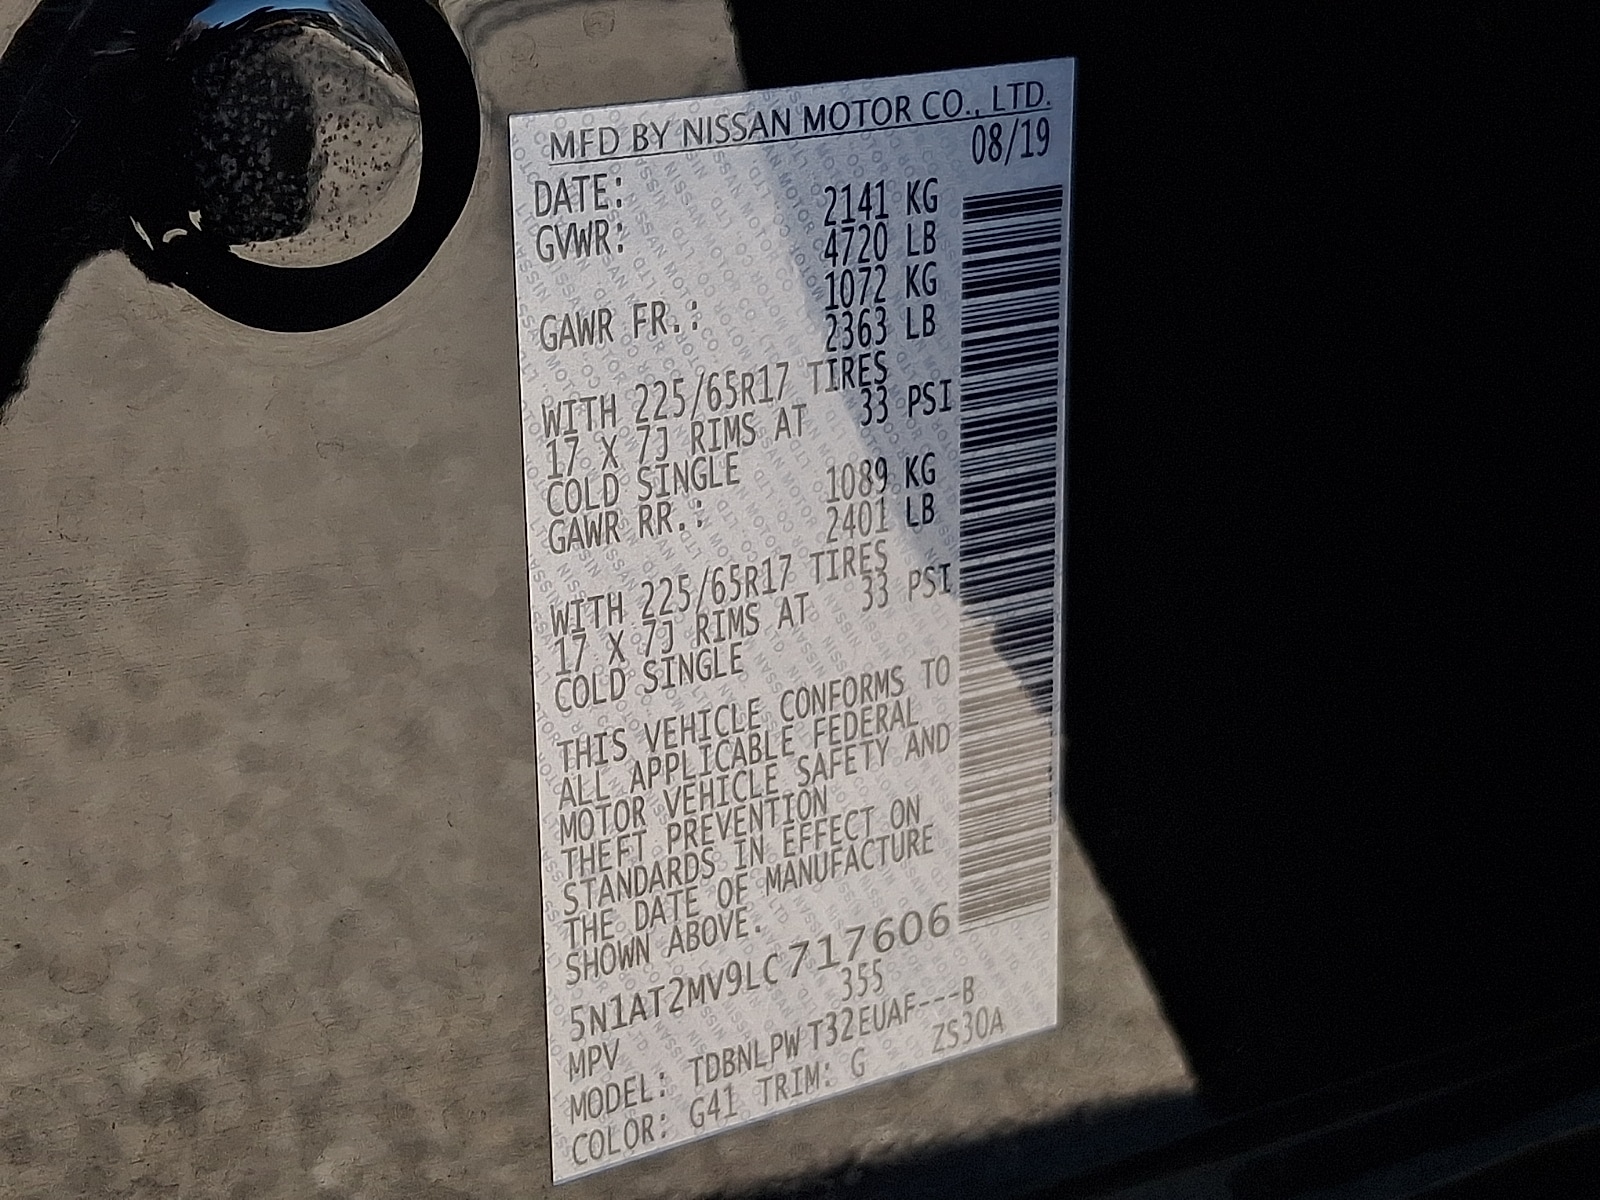 MFD BY NISSAN MOTOR CO., LTD.
DATE: 08/19
GVWR: 2141 KG
4720 LB
GAWR FR.: 1072 KG
2363 LB
WITH 225/65R17 TIRES
17 X 7J RIMS AT 33 PSI
COLD SINGLE
GAWR RR.: 1089 KG
2401 LB
WITH 225/65R17 TIRES
17 X 7J RIMS AT 33 PSI
COLD SINGLE
THIS VEHICLE CONFORMS TO
ALL APPLICABLE FEDERAL
MOTOR VEHICLE SAFETY AND
THEFT PREVENTION
STANDARDS IN EFFECT ON
THE DATE OF MANUFACTURE
SHOWN ABOVE.
5N1AT2MV9LC717606
MPV 355
MODEL: TDBNLPWT32EUAF---B
COLOR: G41 TRIM: G ZS30A